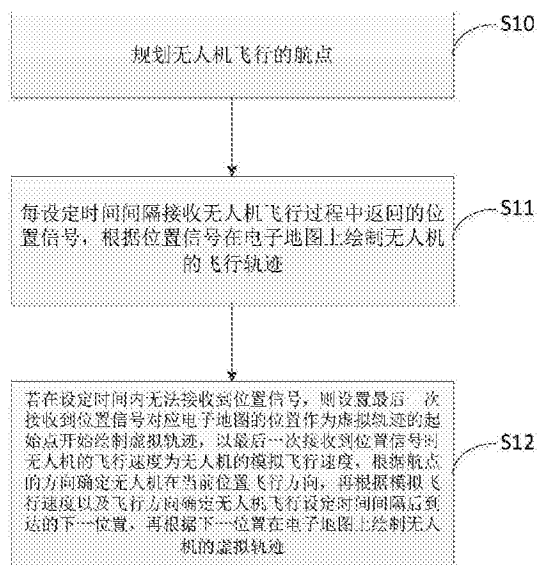 规划无人机飞行的航点
S10
每设定时间间隔接收无人机飞行过程中返回的位
置信号，根据位置信号在电子地图上绘制无人机
的飞行轨迹
S11
若在设定时间内无法接收到位置信号，则设置最后一次
接收到位置信号对应电子地图的位置作为虚拟轨迹的起
始点开始绘制虚拟轨迹，以最后一次接收到位置信号时
无人机的飞行速度为无人机的模拟飞行速度，根据航点
的方向确定无人机在当前位置飞行方向，再根据模拟飞
行速度以及飞行方向确定无人机飞行设定时间间隔后到
达的下一位置，再根据下一位置在电子地图上绘制无人
机的虚拟轨迹
S12